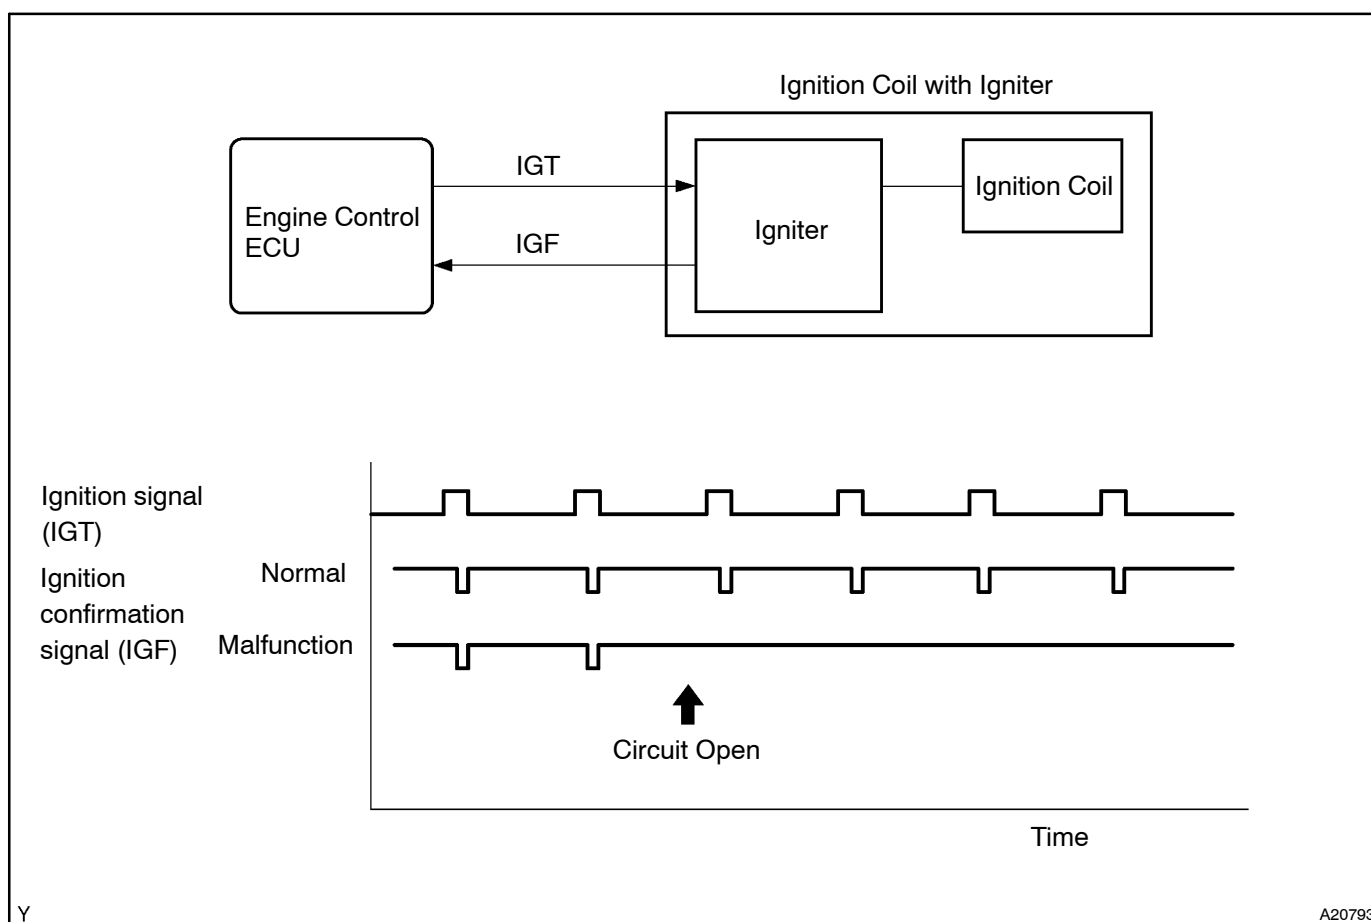 Ignition Coil with Igniter
Engine Control
ECU
IGT
IGF
Igniter
Ignition Coil
Ignition signal
(IGT)
Ignition
confirmation
signal (IGF)
Normal
Malfunction
Circuit Open
Time
Y
A20793